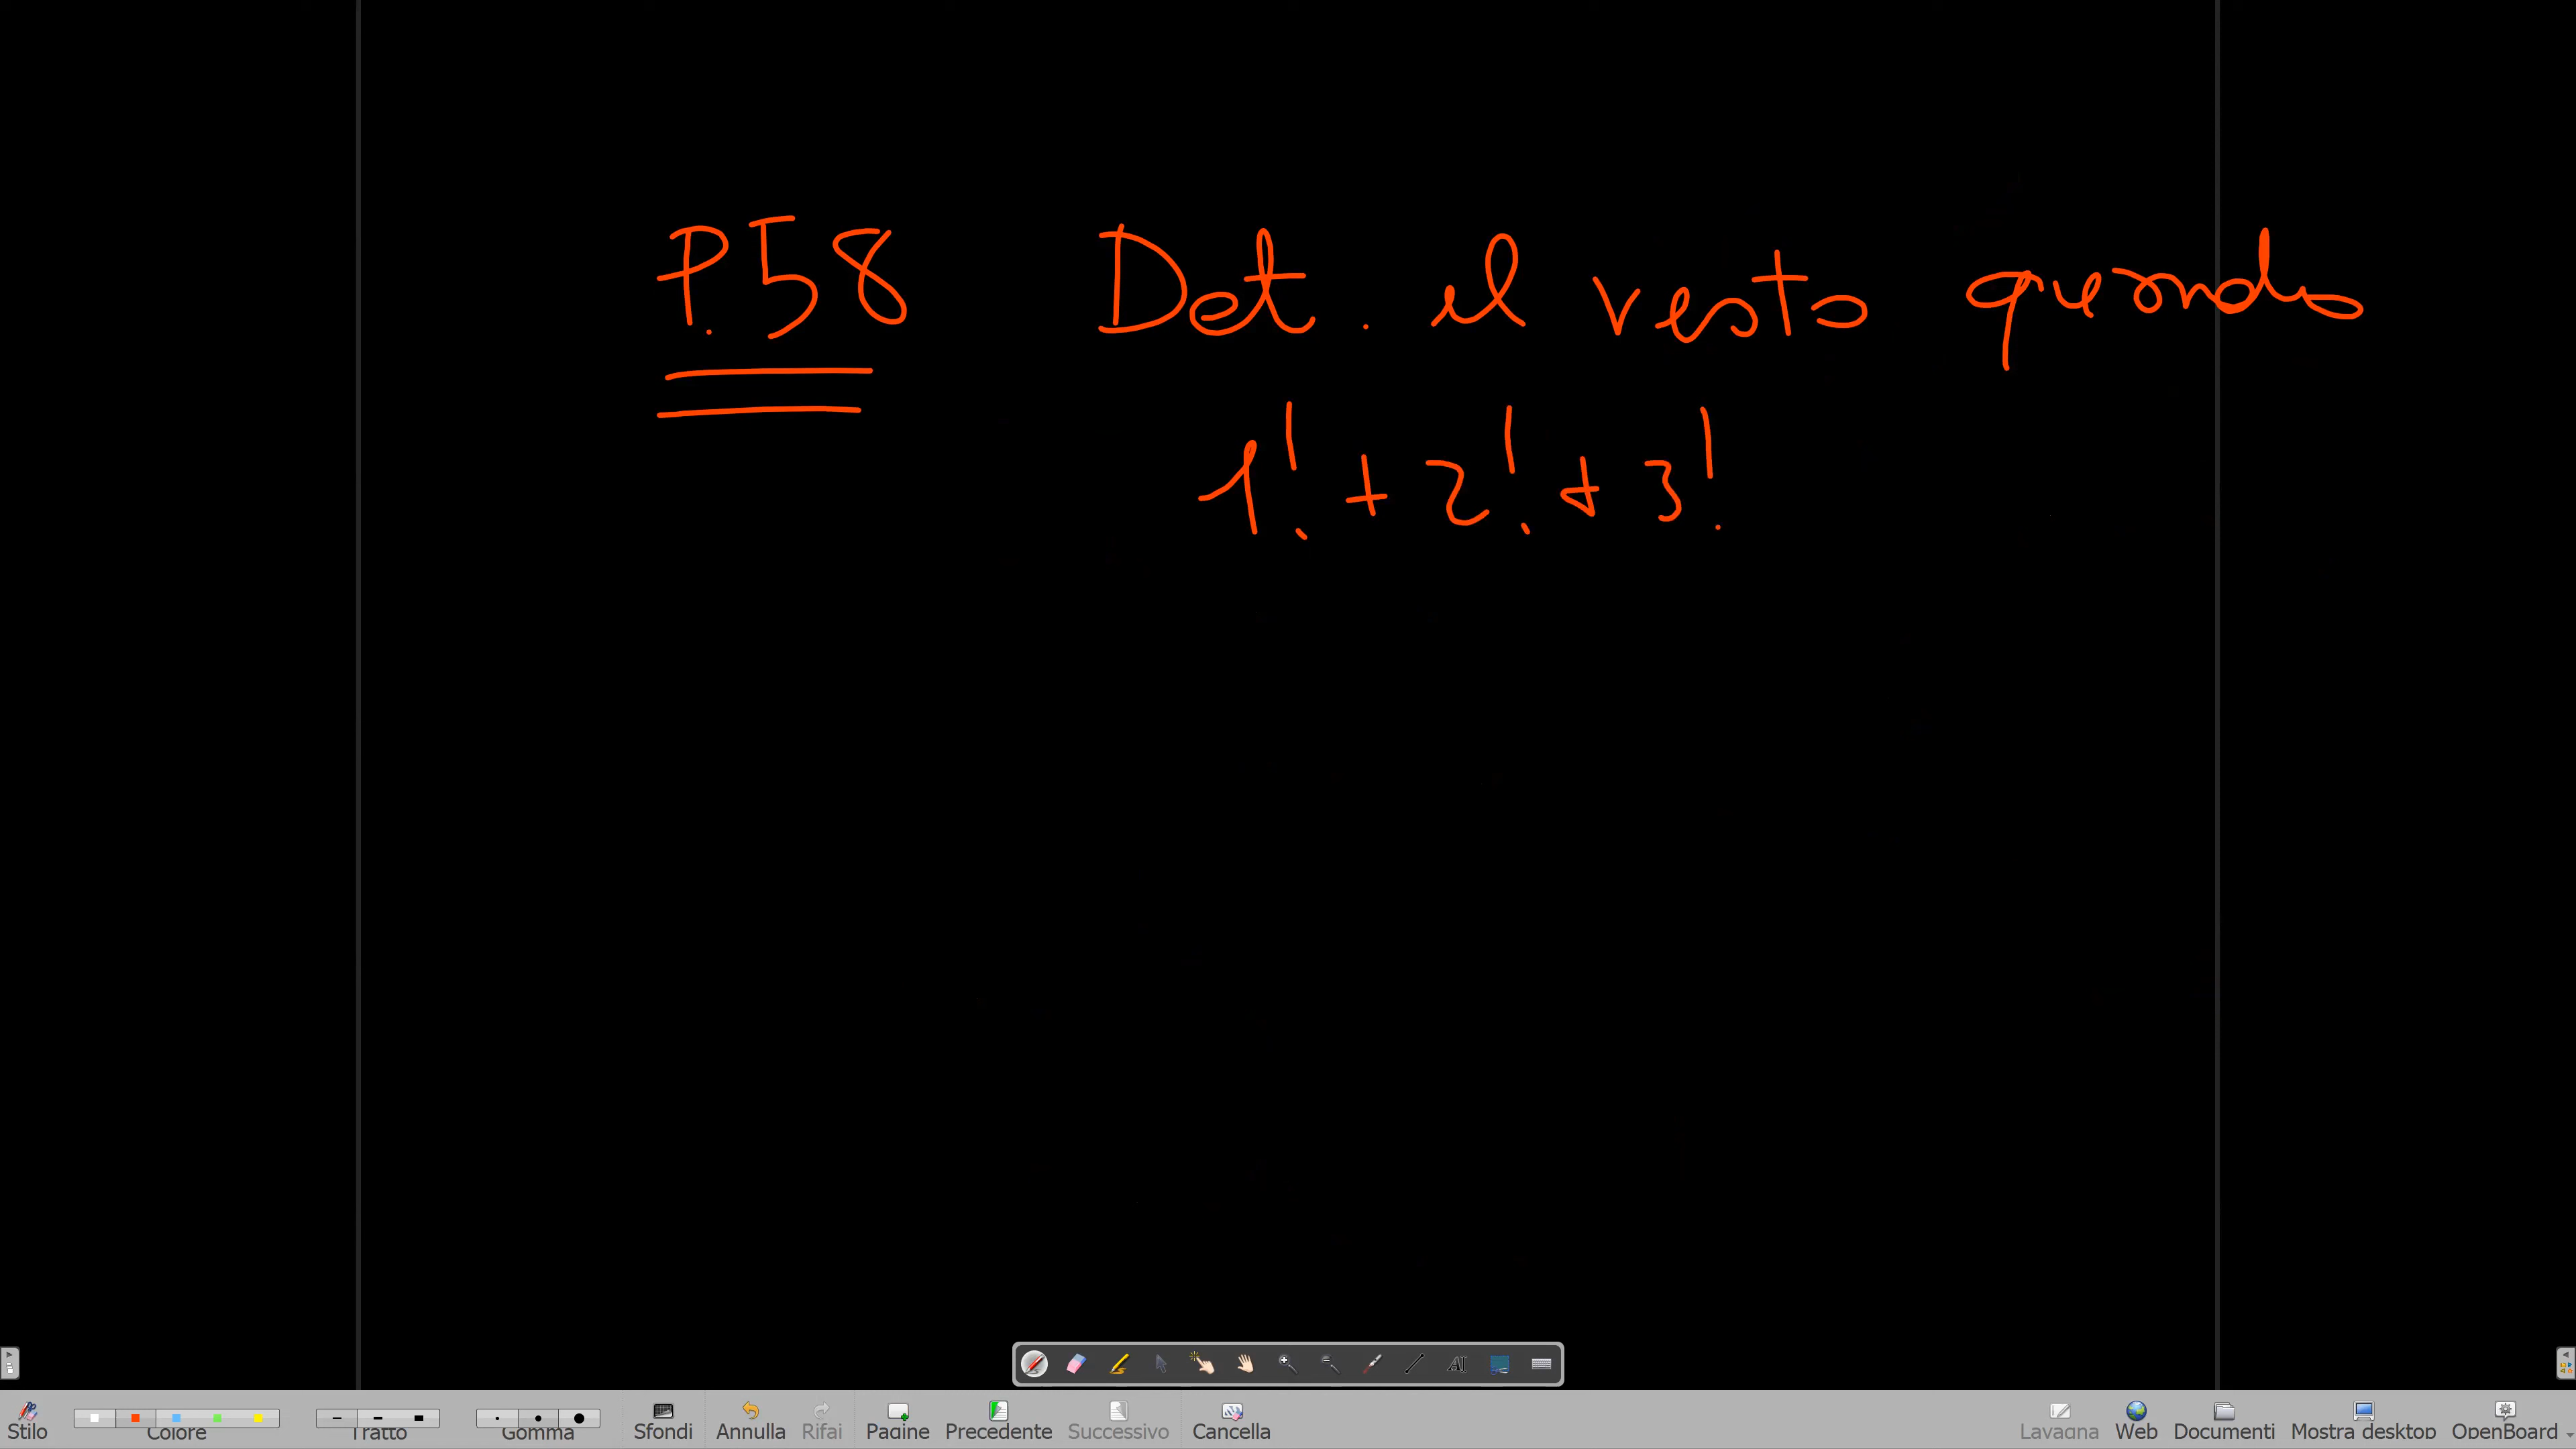 P.58 Det. il resto quando
1! + 2! + 3!
Stilo Colore Tratto Gomma Sfondi Annulla Rifai Pagine Precedente Successivo Cancella Lavagna Web Documenti Mostra desktop OpenBoard